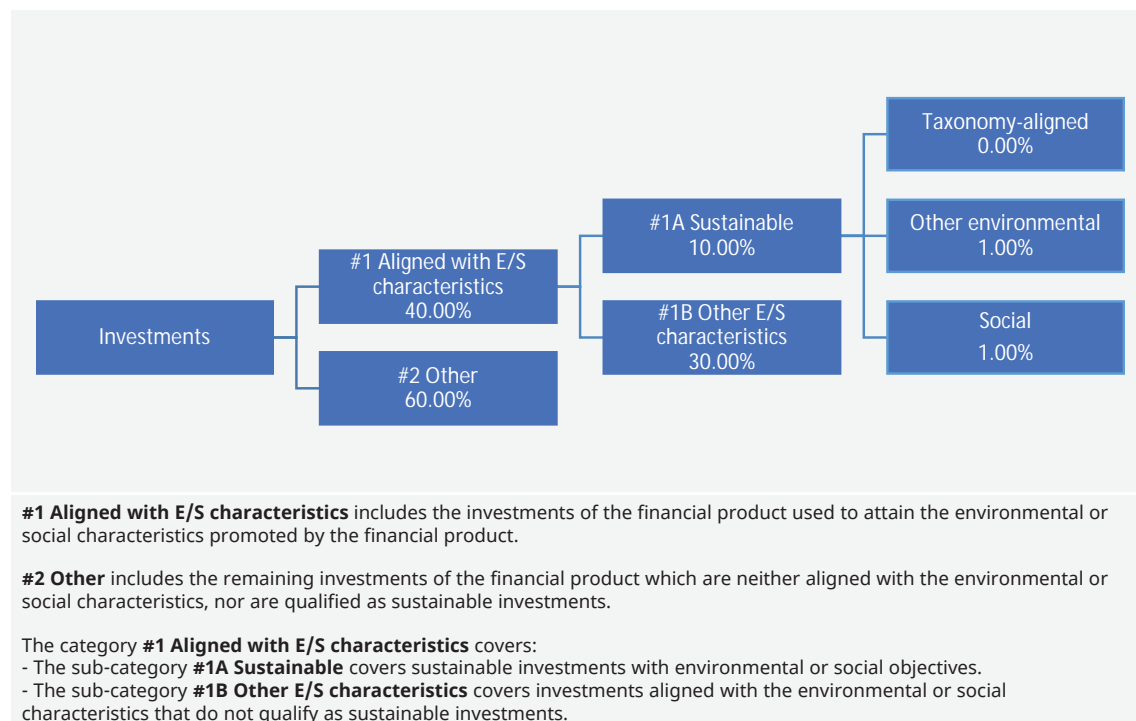 Investments
#1 Aligned with E/S
characteristics
40.00%
#2 Other
60.00%
#1A Sustainable
10.00%
#1B Other E/S
characteristics
30.00%
Taxonomy-aligned
0.00%
Other environmental
1.00%
Social
1.00%
#1 Aligned with E/S characteristics includes the investments of the financial product used to attain the environmental or
social characteristics promoted by the financial product.
#2 Other includes the remaining investments of the financial product which are neither aligned with the environmental or
social characteristics, nor are qualified as sustainable investments.
The category #1 Aligned with E/S characteristics covers:
- The sub-category #1A Sustainable covers sustainable investments with environmental or social objectives.
- The sub-category #1B Other E/S characteristics covers investments aligned with the environmental or social
characteristics that do not qualify as sustainable investments.